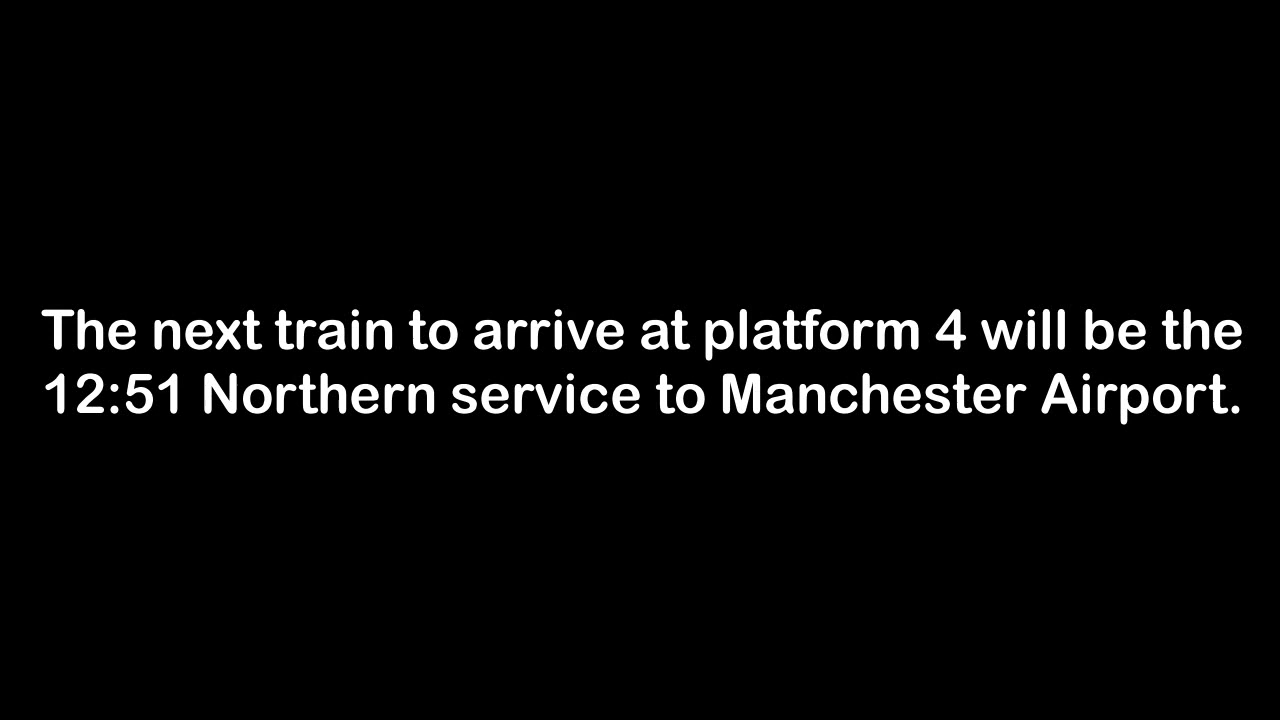 The next train to arrive at platform 4 will be the
12:51 Northern service to Manchester Airport.